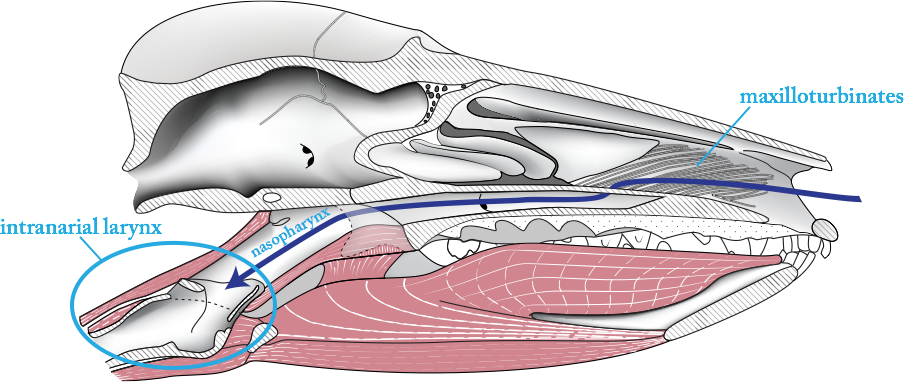 maxilloturbinates
nasopharynx
intranarial larynx